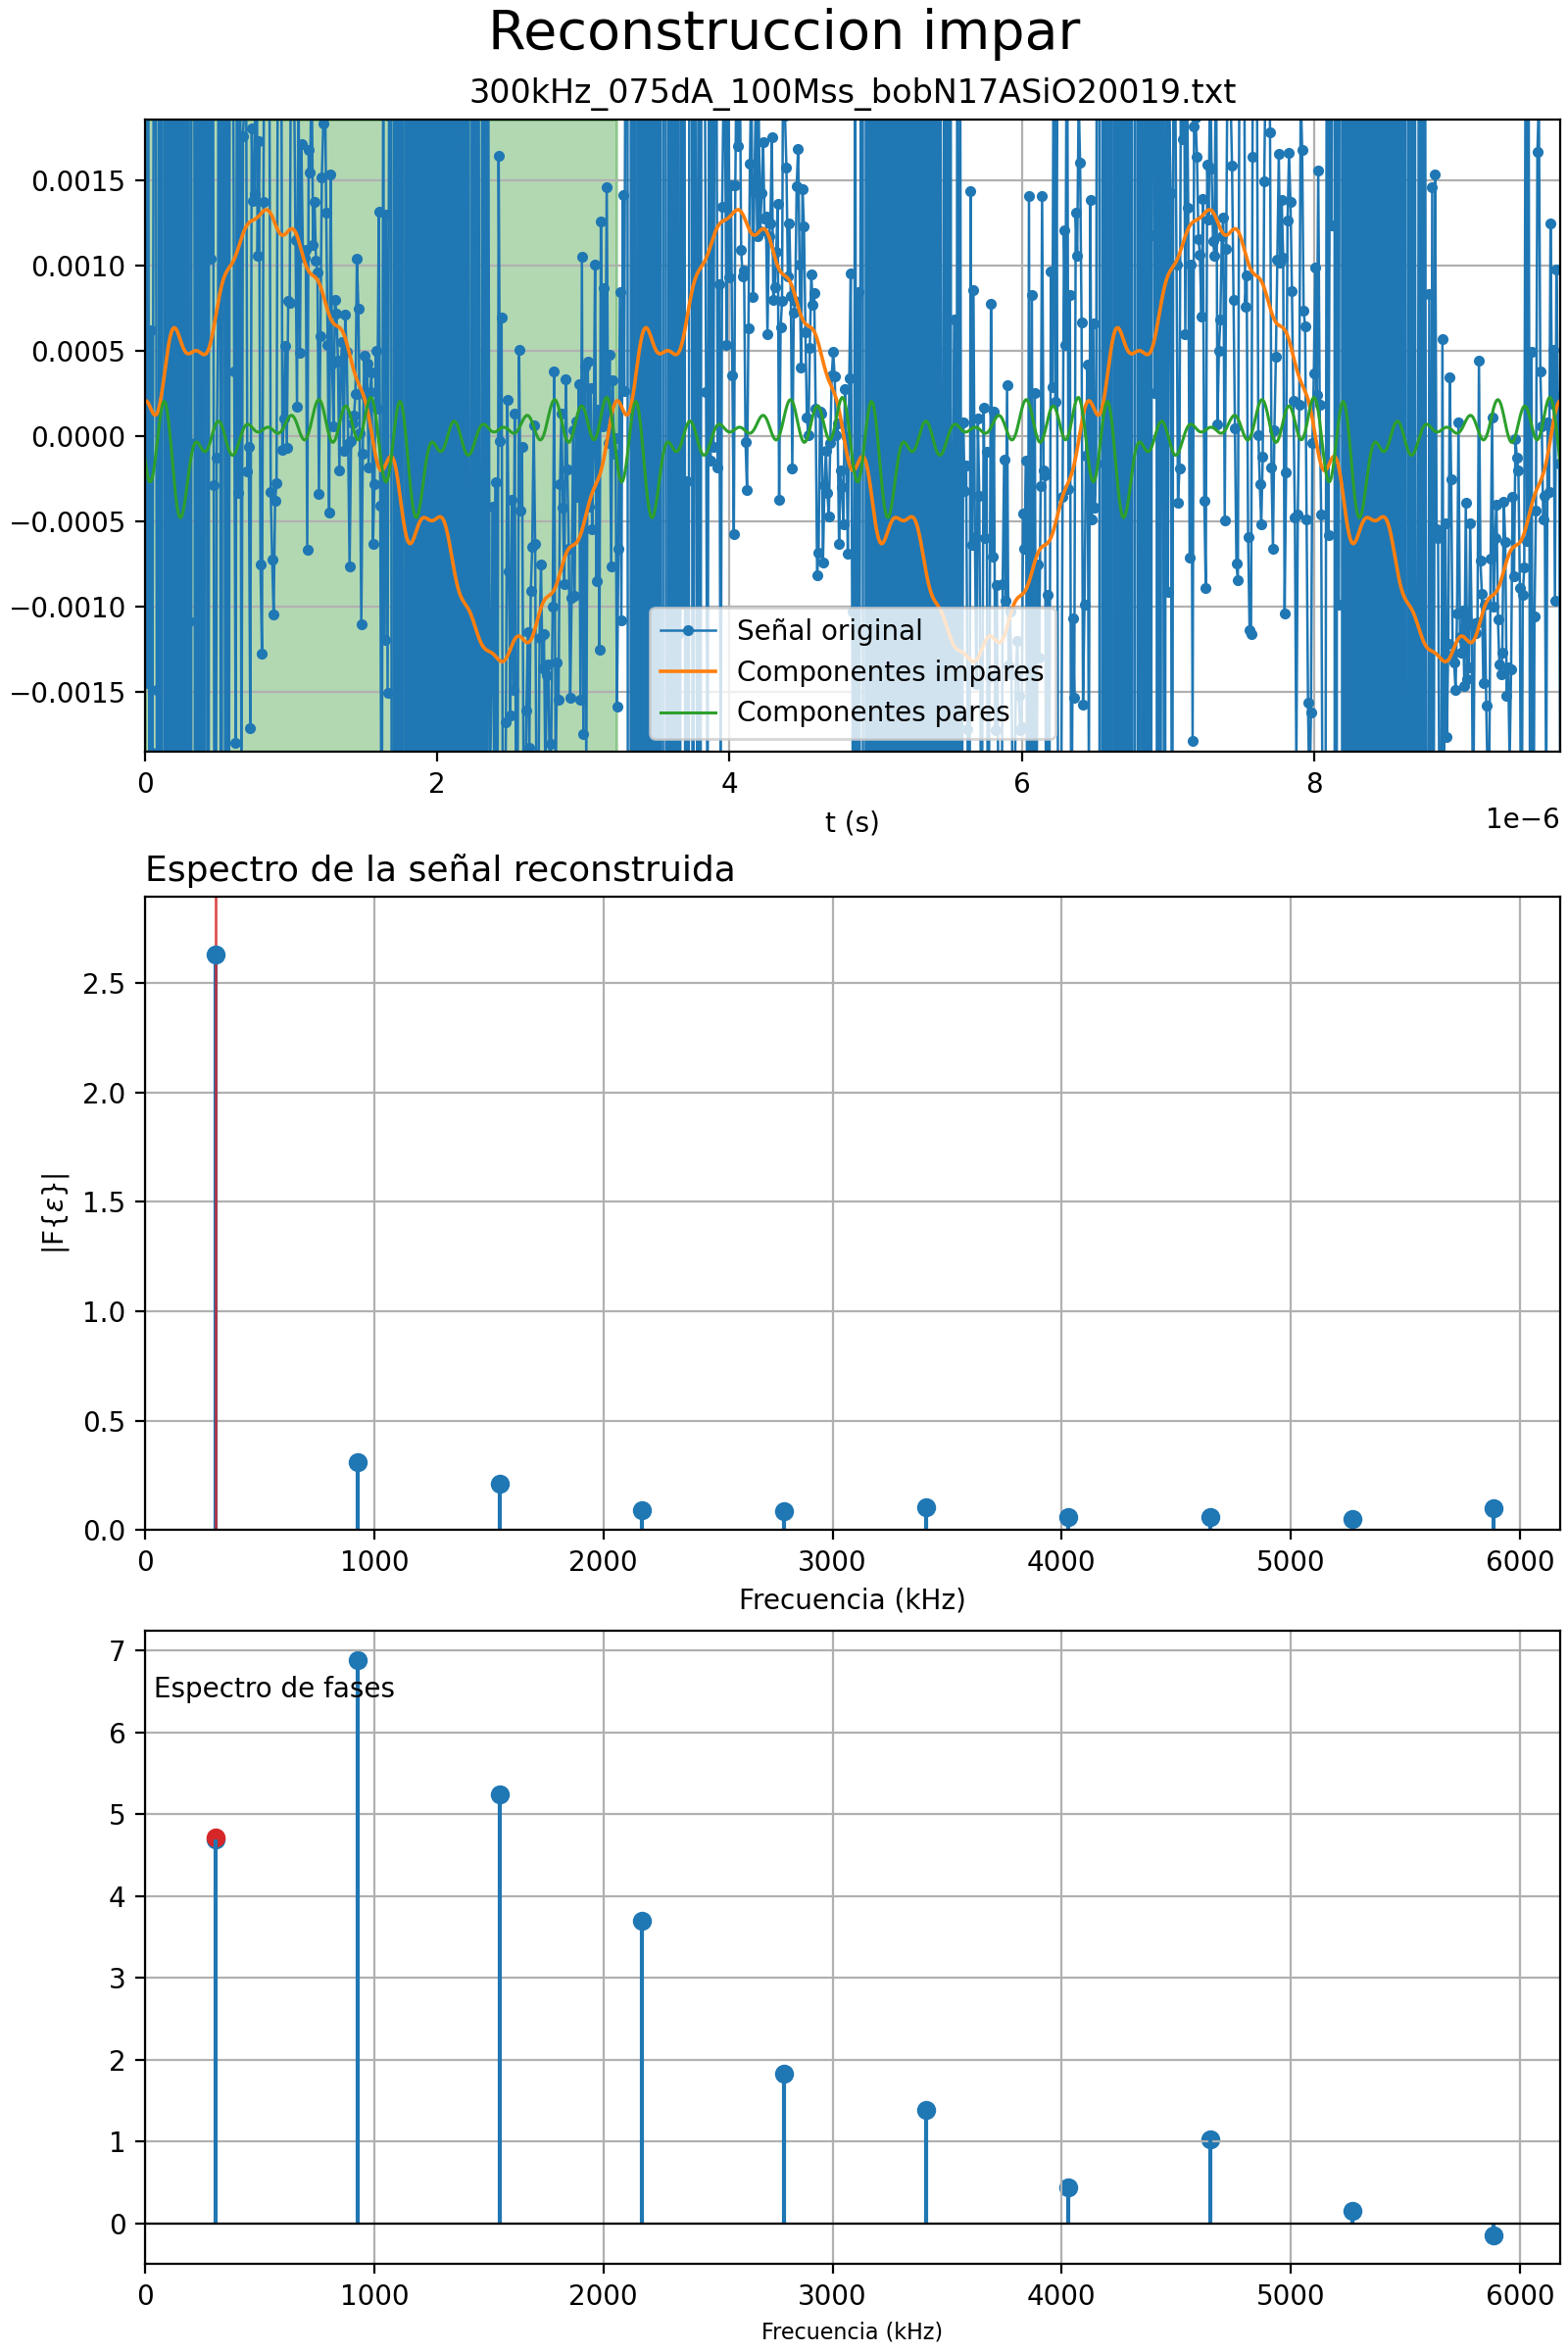 Reconstruccion impar
300kHz_075dA_100Mss_bobN17ASiO20019.txt
0.0015
0.0010
0.0005
0.0000
−0.0005
−0.0010
−0.0015
Señal original
Componentes impares
Componentes pares
0 2 4 6 8
t (s)
1e−6
Espectro de la señal reconstruida
2.5
2.0
1.5
1.0
0.5
0.0
|F{ε}|
0 1000 2000 3000 4000 5000 6000
Frecuencia (kHz)
7
Espectro de fases
6
5
4
3
2
1
0
0 1000 2000 3000 4000 5000 6000
Frecuencia (kHz)